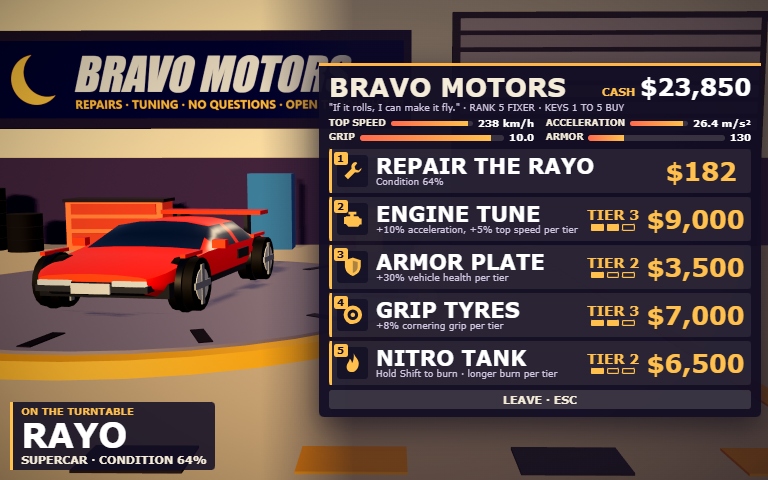 BRAVO MOTORS
REPAIRS · TUNING · NO QUESTIONS · OPEN
BRAVO MOTORS
CASH $23,850
"If it rolls, I can make it fly." · RANK 5 FIXER · KEYS 1 TO 5 BUY
TOP SPEED 238 km/h
ACCELERATION 26.4 m/s²
GRIP 10.0
ARMOR 130
1 REPAIR THE RAYO $182
Condition 64%
2 ENGINE TUNE TIER 3 $9,000
+10% acceleration, +5% top speed per tier
3 ARMOR PLATE TIER 2 $3,500
+30% vehicle health per tier
4 GRIP TYRES TIER 3 $7,000
+8% cornering grip per tier
5 NITRO TANK TIER 2 $6,500
Hold Shift to burn · longer burn per tier
LEAVE · ESC
ON THE TURNTABLE
RAYO
SUPERCAR · CONDITION 64%